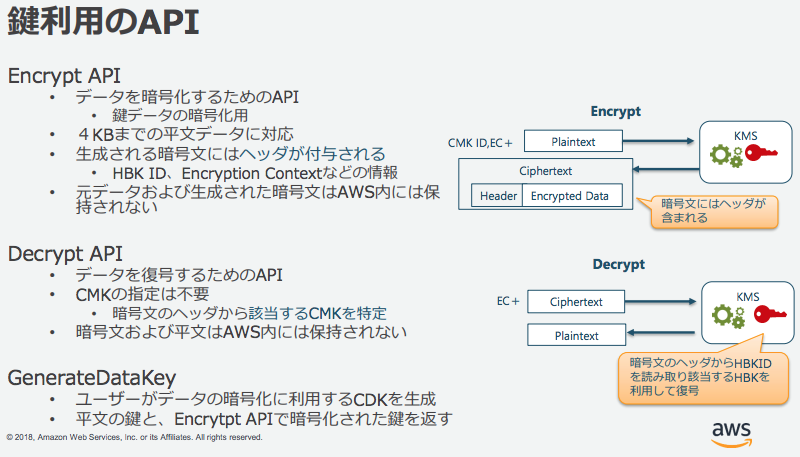 鍵利用のAPI
Encrypt API
• データを暗号化するためのAPI
• 鍵データの暗号化用
• ４KBまでの平文データに対応
• 生成される暗号文にはヘッダが付与される
• HBK ID、Encryption Contextなどの情報
• 元データおよび生成された暗号文はAWS内には保
持されない
Encrypt
CMK ID,EC＋
Plaintext
KMS
Ciphertext
Header
Encrypted Data
暗号文にはヘッダが
含まれる
Decrypt API
• データを復号するためのAPI
• CMKの指定は不要
• 暗号文のヘッダから該当するCMKを特定
• 暗号文および平文はAWS内には保持されない
Decrypt
EC＋
Ciphertext
KMS
Plaintext
暗号文のヘッダからHBKID
を読み取り該当するHBKを
利用して復号
GenerateDataKey
• ユーザーがデータの暗号化に利用するCDKを生成
• 平文の鍵と、Encrytpt APIで暗号化された鍵を返す
© 2018, Amazon Web Services, Inc. or its Affiliates. All rights reserved.
aws